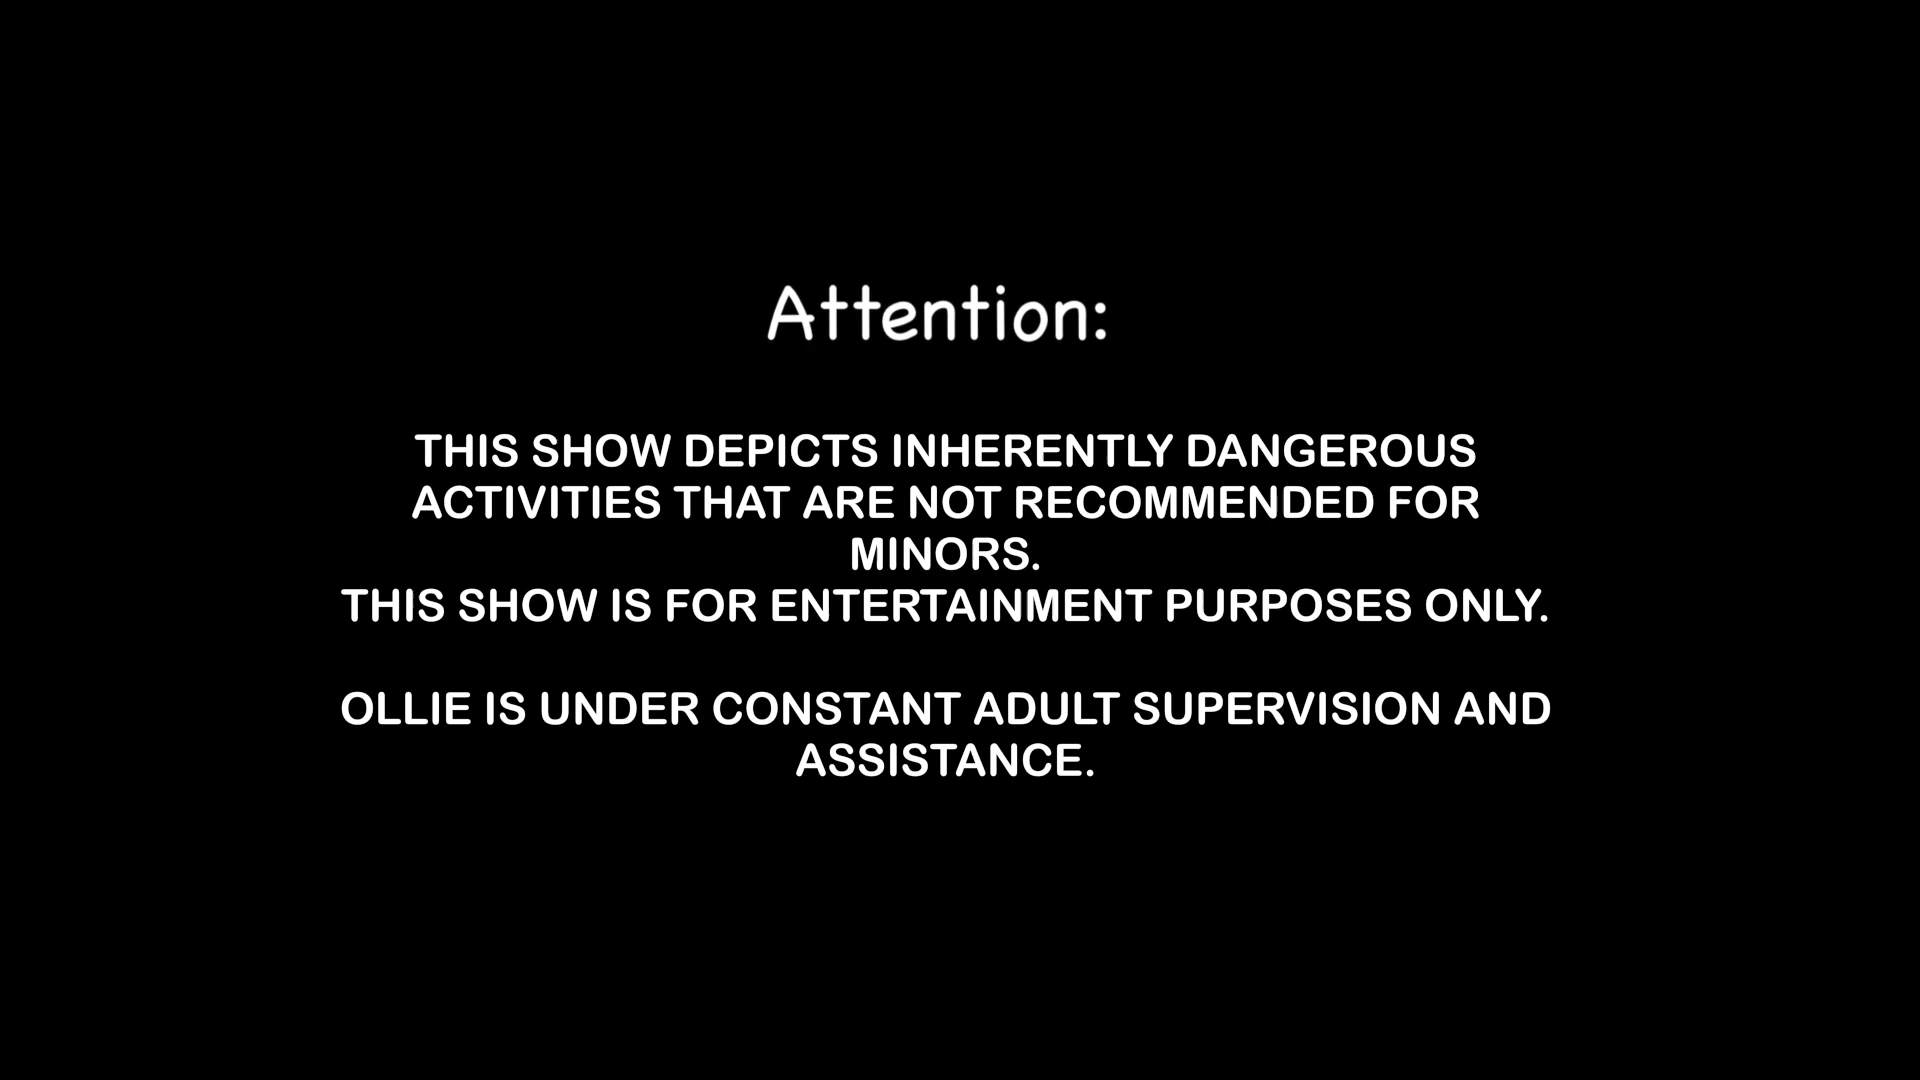 Attention:
THIS SHOW DEPICTS INHERENTLY DANGEROUS
ACTIVITIES THAT ARE NOT RECOMMENDED FOR
MINORS.
THIS SHOW IS FOR ENTERTAINMENT PURPOSES ONLY.
OLLIE IS UNDER CONSTANT ADULT SUPERVISION AND
ASSISTANCE.